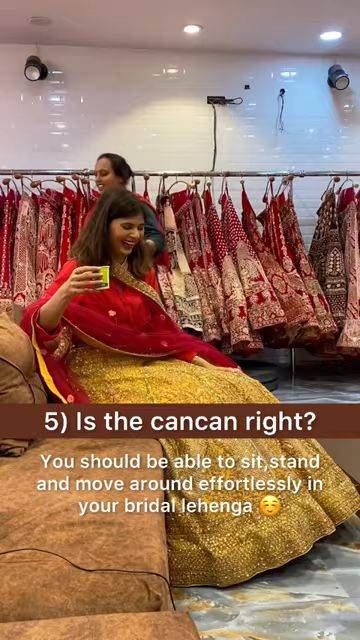 5) Is the cancan right?
You should be able to sit,stand
and move around effortlessly in
your bridal lehenga ☺️